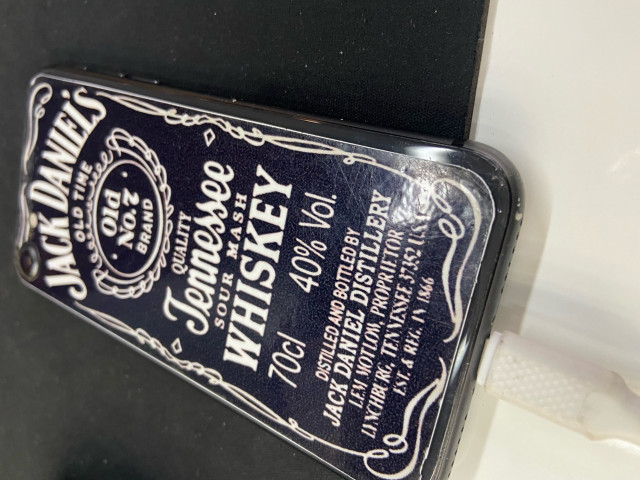 JACK DANIEL'S
OLD TIME
Old
NO.7
BRAND
QUALITY
Tennessee
SOUR MASH
WHISKEY
70cl 40% Vol.
DISTILLED AND BOTTLED BY
JACK DANIEL DISTILLERY
LEM MOTLOW, PROPRIETOR
LYNCHBURG, TENNESSEE 37352 U.S.A.
EST. & REG. IN 1866